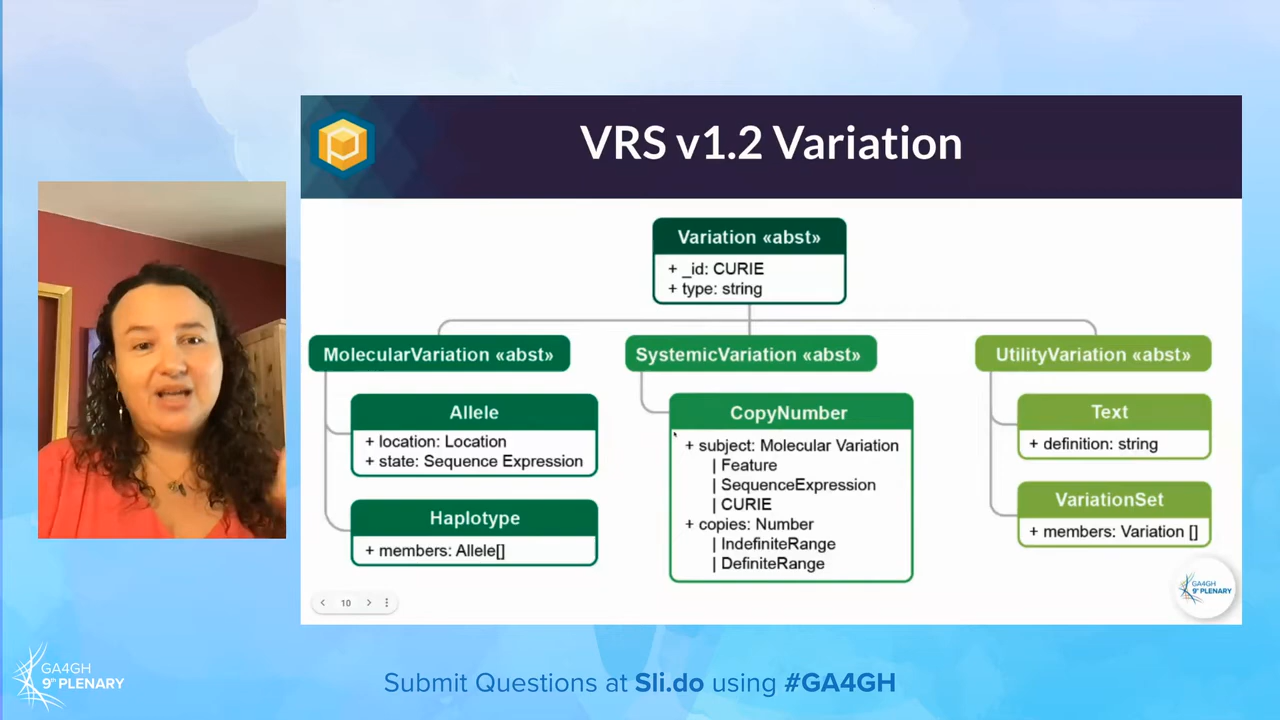 VRS v1.2 Variation
Variation «abst»
+ _id: CURIE
+ type: string
MolecularVariation «abst»
Allele
+ location: Location
+ state: Sequence Expression
Haplotype
+ members: Allele[]
SystemicVariation «abst»
CopyNumber
+ subject: Molecular Variation
| Feature
| SequenceExpression
| CURIE
+ copies: Number
| IndefiniteRange
| DefiniteRange
UtilityVariation «abst»
Text
+ definition: string
VariationSet
+ members: Variation []
10
GA4GH
9th PLENARY
GA4GH
9th PLENARY
Submit Questions at Sli.do using #GA4GH